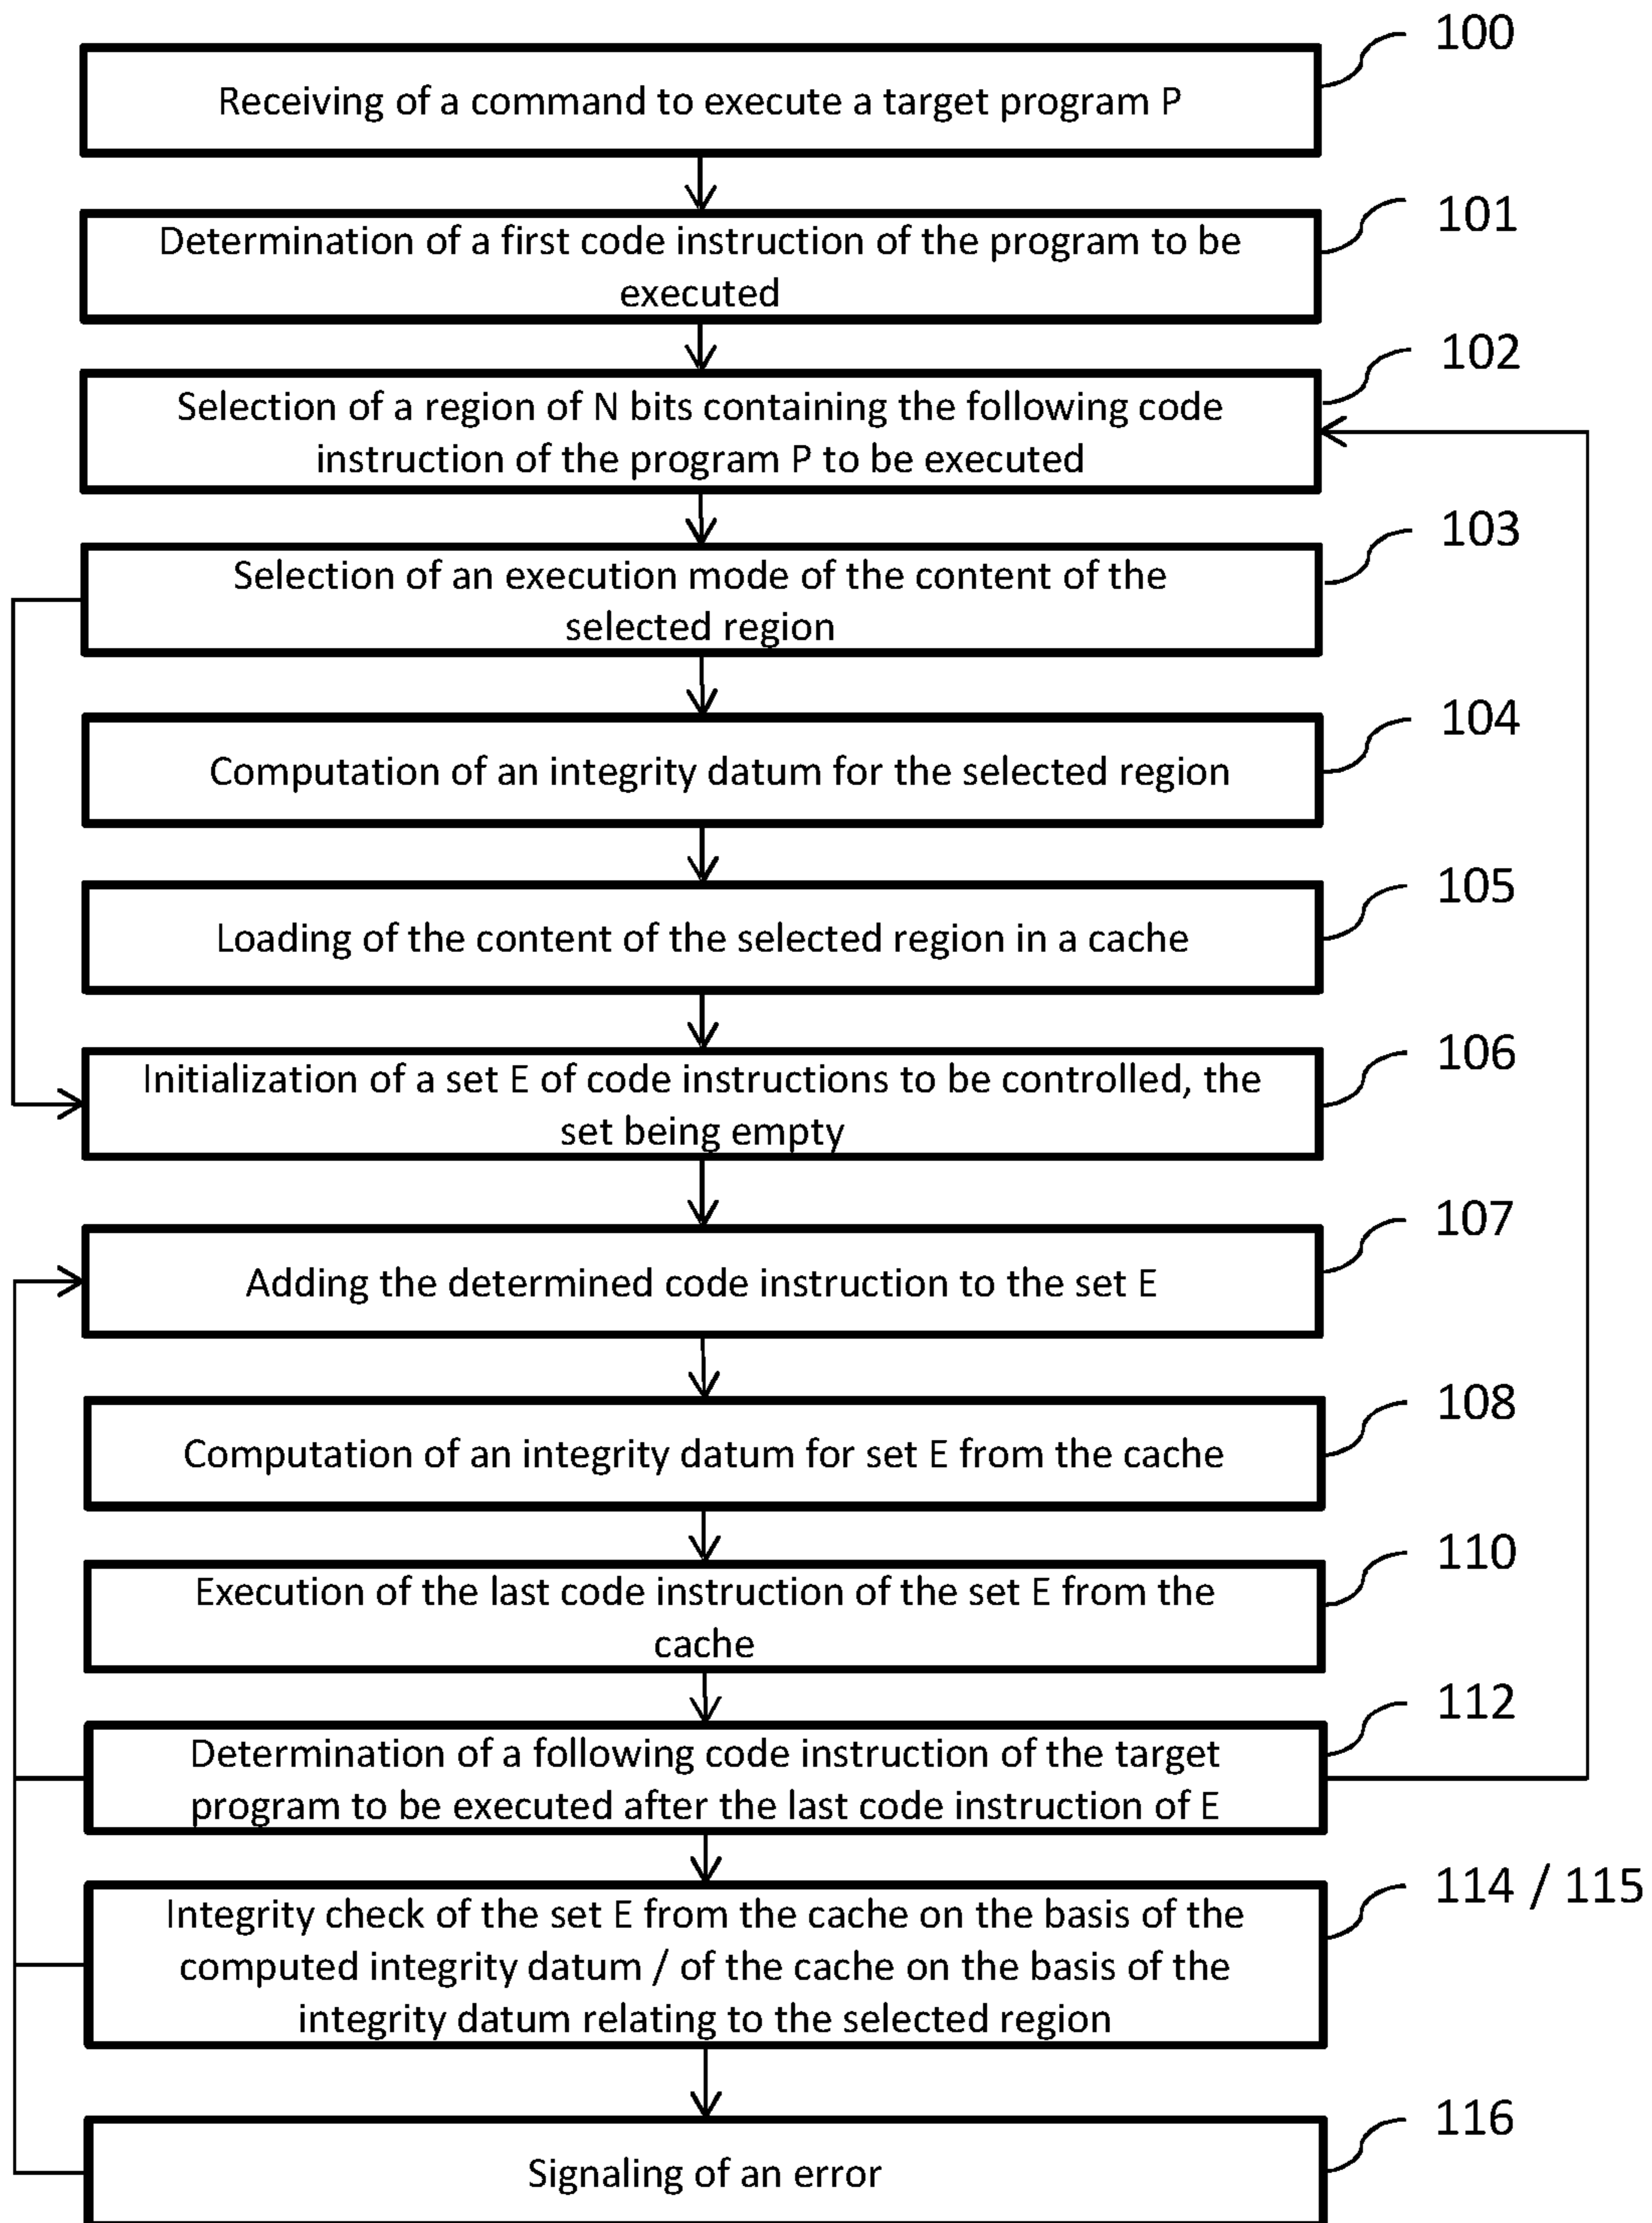 100
Receiving of a command to execute a target program P
101
Determination of a first code instruction of the program to be
executed
102
Selection of a region of N bits containing the following code
instruction of the program P to be executed
103
Selection of an execution mode of the content of the
selected region
104
Computation of an integrity datum for the selected region
105
Loading of the content of the selected region in a cache
106
Initialization of a set E of code instructions to be controlled, the
set being empty
107
Adding the determined code instruction to the set E
108
Computation of an integrity datum for set E from the cache
110
Execution of the last code instruction of the set E from the
cache
112
Determination of a following code instruction of the target
program to be executed after the last code instruction of E
114 / 115
Integrity check of the set E from the cache on the basis of the
computed integrity datum / of the cache on the basis of the
integrity datum relating to the selected region
116
Signaling of an error